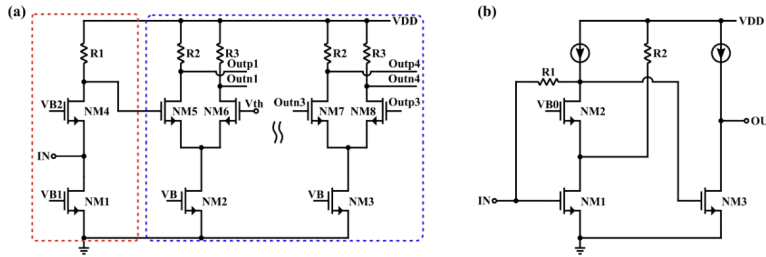 (a)
VDD
R1
R2
R3
Outp1
Outn1
R2
R3
Outp4
Outn4
VB2
NM4
NM5
NM6
Vth
Outn3
NM7
NM8
Outp3
IN
VB1
NM1
VB
NM2
VB
NM3
(b)
VDD
R1
R2
VB0
NM2
OU
IN
NM1
NM3